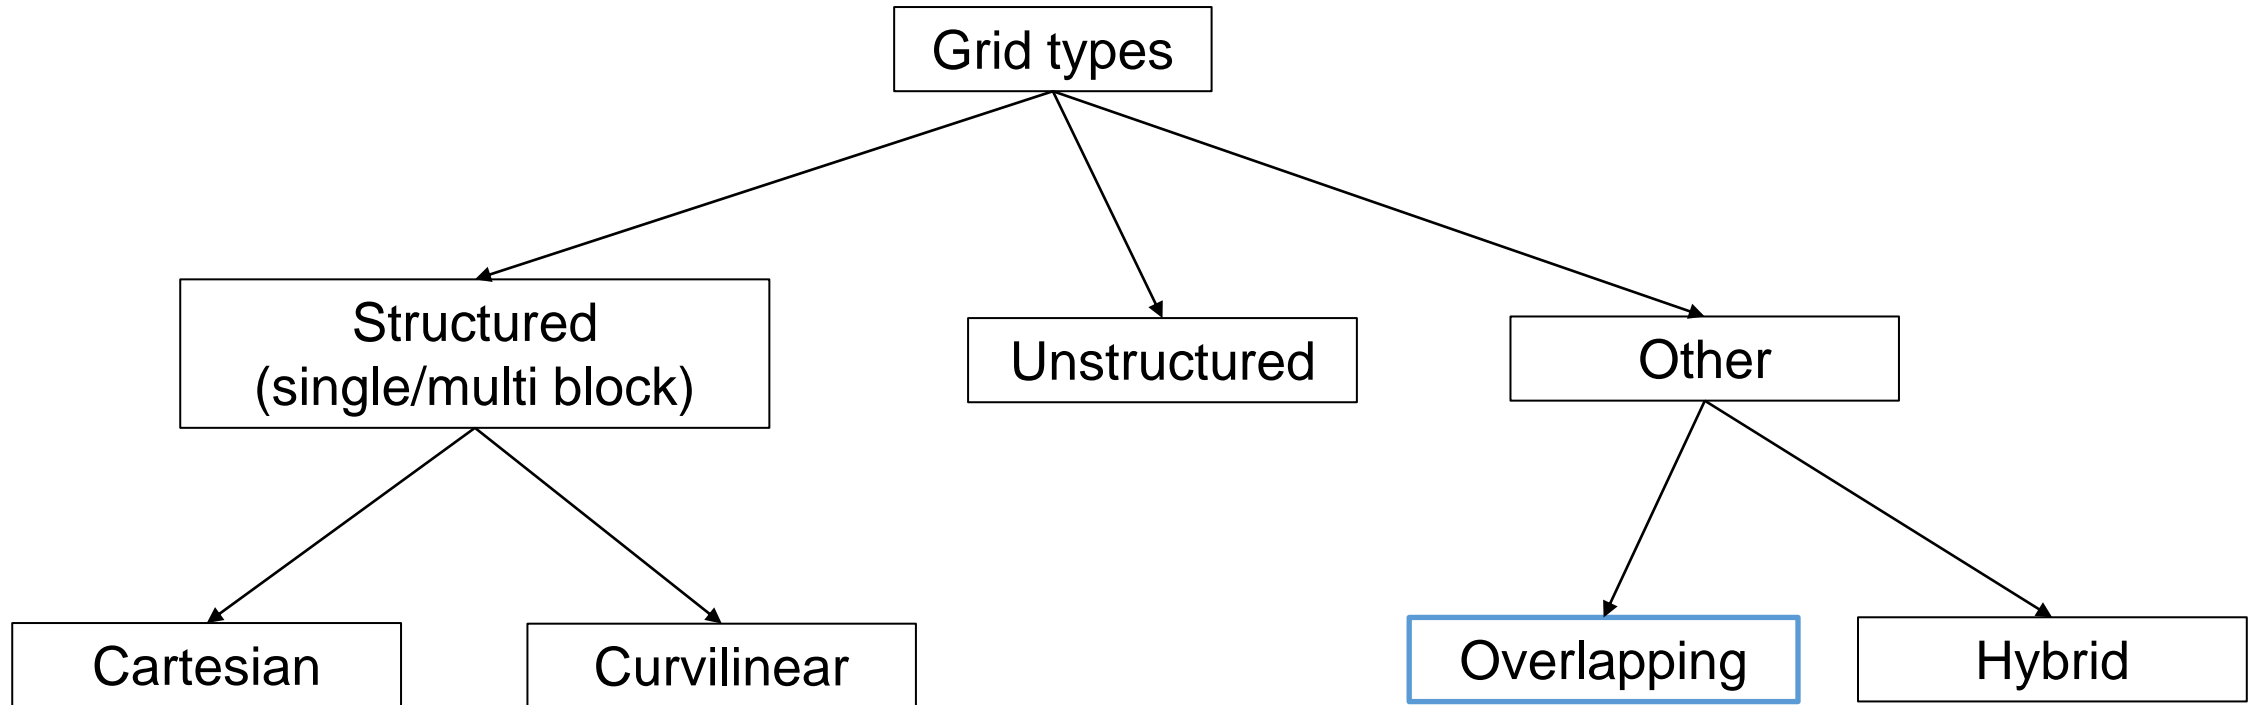 Grid types
Structured
(single/multi block)
Unstructured
Other
Cartesian
Curvilinear
Overlapping
Hybrid